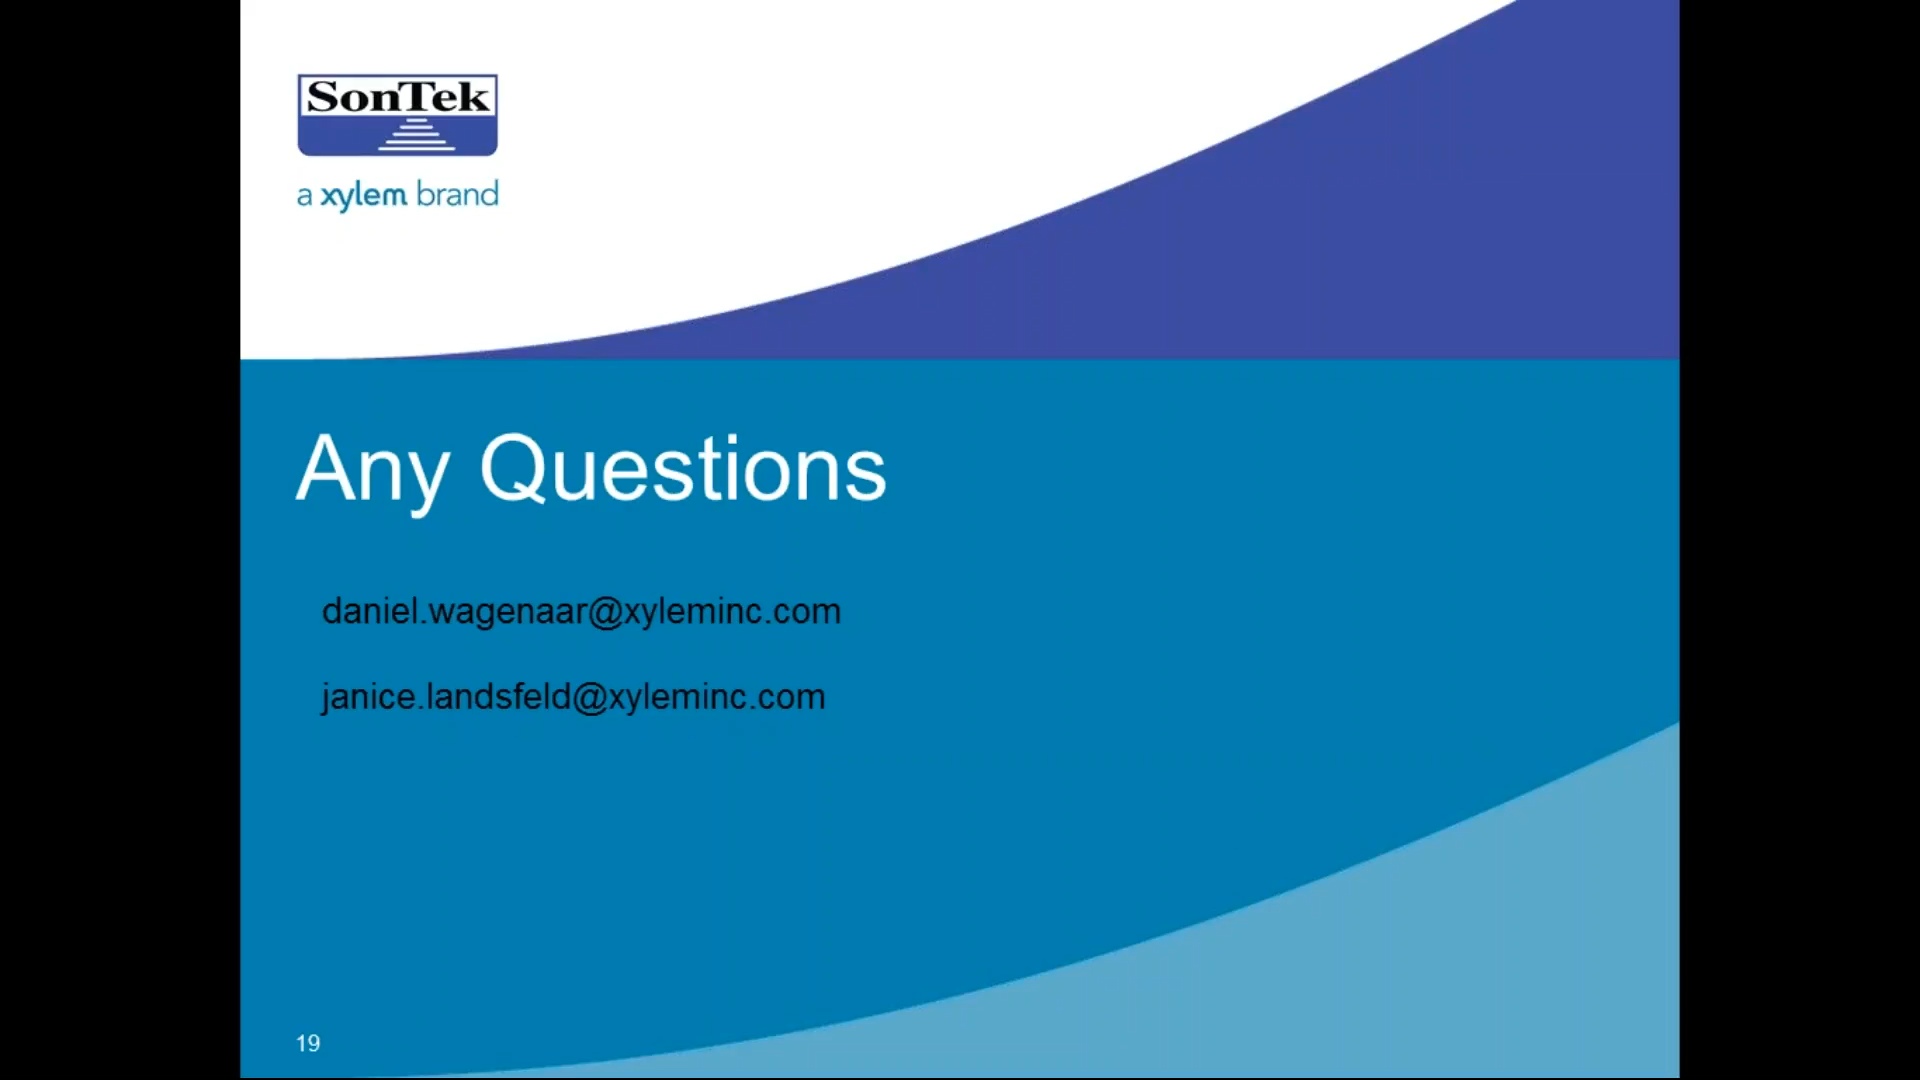 SonTek
a xylem brand
Any Questions
daniel.wagenaar@xyleminc.com
janice.landsfeld@xyleminc.com
19